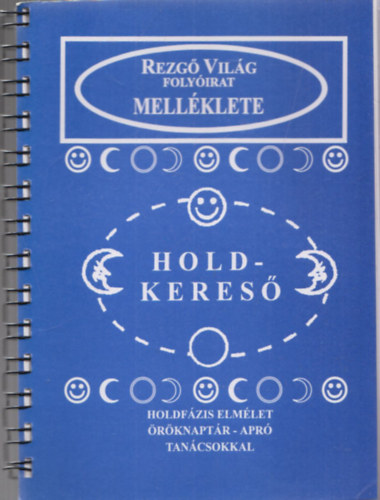 REZGŐ VILÁG
FOLYÓIRAT
MELLÉKLETE
HOLD-
KERESŐ
HOLDFÁZIS ELMÉLET
ÖRÖKNAPTÁR - APRÓ
TANÁCSOKKAL